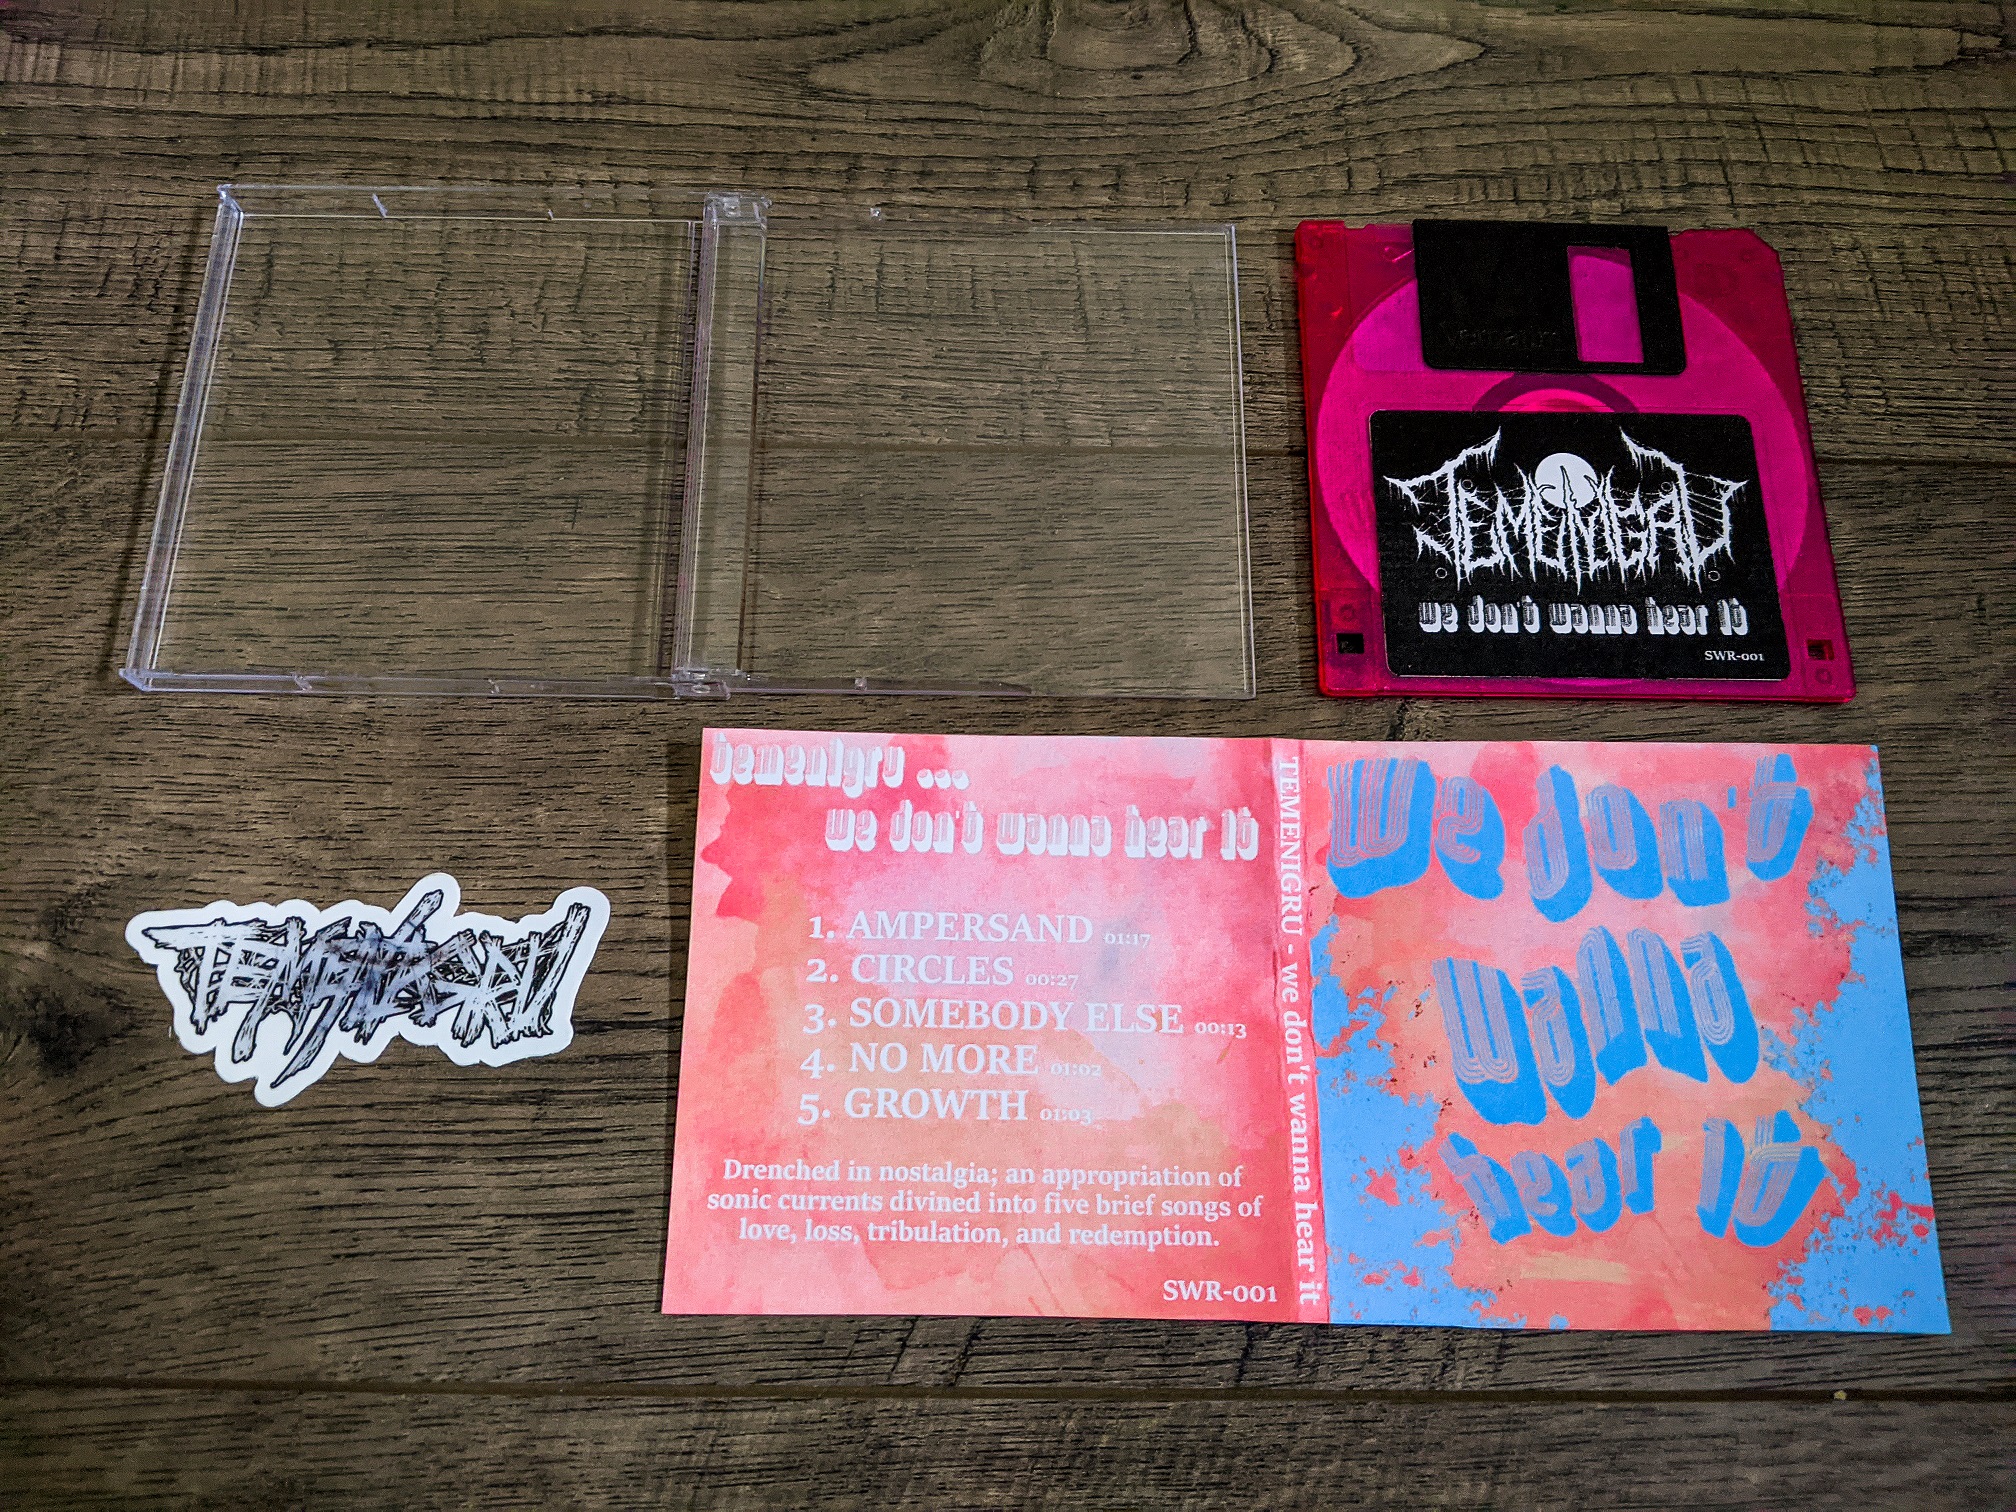 Verbatim
TEMENIGRU
we don't wanna hear it
SWR-001
temenigru ...
we don't wanna hear it
1. AMPERSAND 01:17
2. CIRCLES 00:27
3. SOMEBODY ELSE 00:13
4. NO MORE 01:02
5. GROWTH 01:03
Drenched in nostalgia; an appropriation of
sonic currents divined into five brief songs of
love, loss, tribulation, and redemption.
SWR-001
TEMENIGRU - we don't wanna hear it
We don't
wanna
hear it
TEMENIGRU